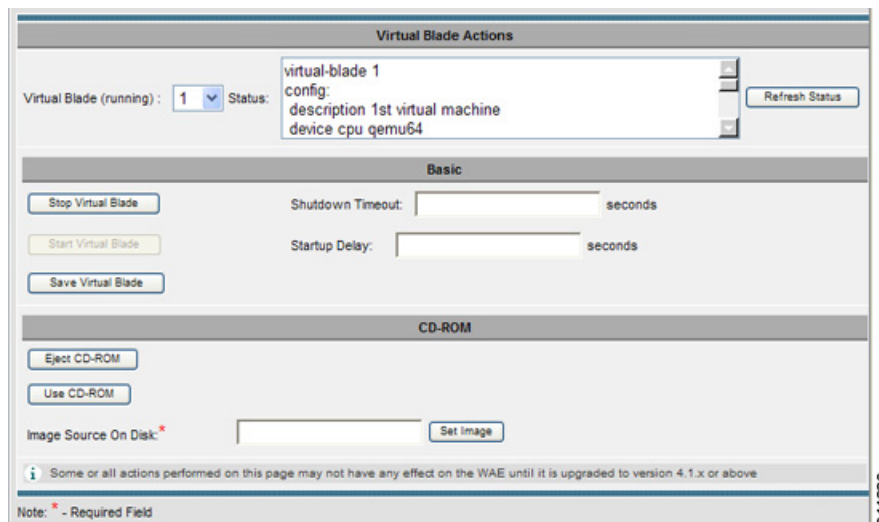 Virtual Blade Actions
Virtual Blade (running) : 1 Status:
virtual-blade 1
config:
description 1st virtual machine
device cpu qemu64
Refresh Status
Basic
Stop Virtual Blade
Shutdown Timeout: seconds
Start Virtual Blade
Startup Delay: seconds
Save Virtual Blade
CD-ROM
Eject CD-ROM
Use CD-ROM
Image Source On Disk:* Set Image
i Some or all actions performed on this page may not have any effect on the WAE until it is upgraded to version 4.1.x or above
Note: * - Required Field